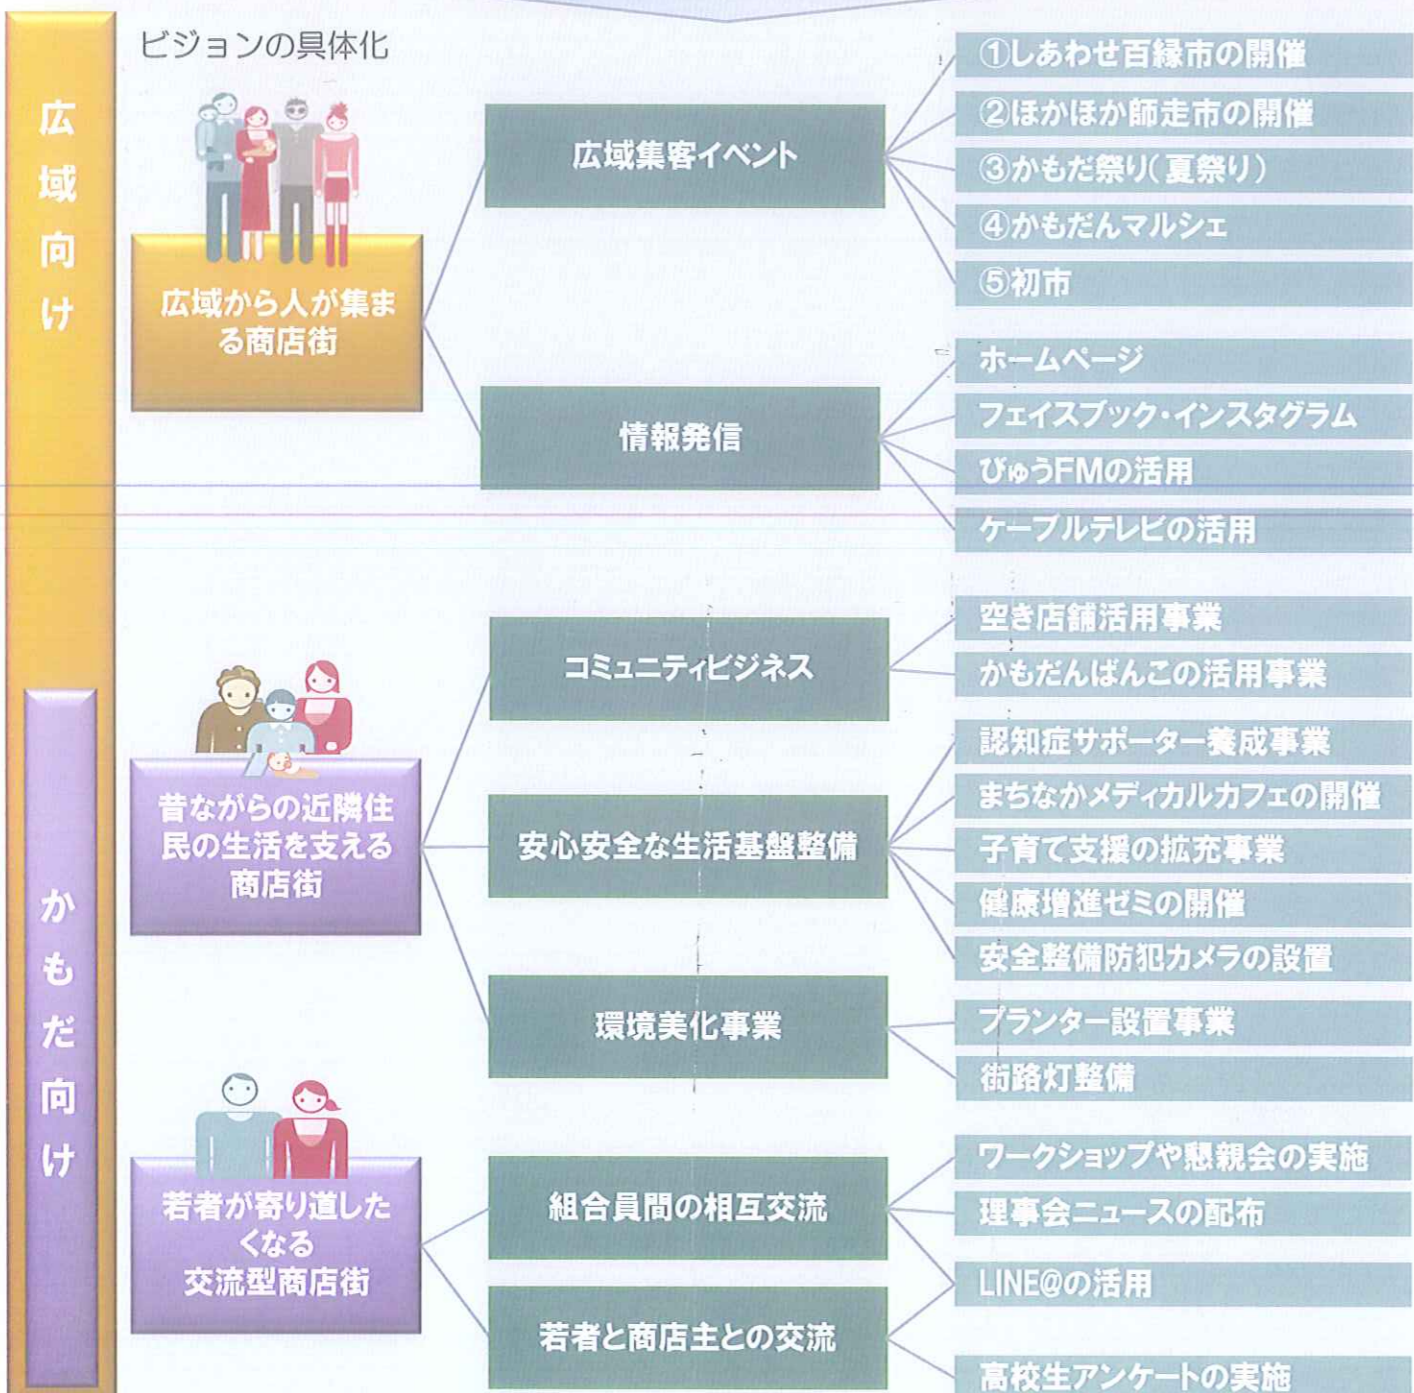 ビジョンの具体化
広域向け
広域から人が集ま
る商店街
広域集客イベント
①しあわせ百縁市の開催
②ほかほか師走市の開催
③かもだ祭り(夏祭り)
④かもだんマルシェ
⑤初市
情報発信
ホームページ
フェイスブック・インスタグラム
びゅうFMの活用
ケーブルテレビの活用
かもだ向け
昔ながらの近隣住
民の生活を支える
商店街
コミュニティビジネス
空き店舗活用事業
かもだんばんこの活用事業
安心安全な生活基盤整備
認知症サポーター養成事業
まちなかメディカルカフェの開催
子育て支援の拡充事業
健康増進ゼミの開催
安全整備防犯カメラの設置
環境美化事業
プランター設置事業
街路灯整備
若者が寄り道した
くなる
交流型商店街
組合員間の相互交流
ワークショップや懇親会の実施
理事会ニュースの配布
LINE@の活用
若者と商店主との交流
高校生アンケートの実施